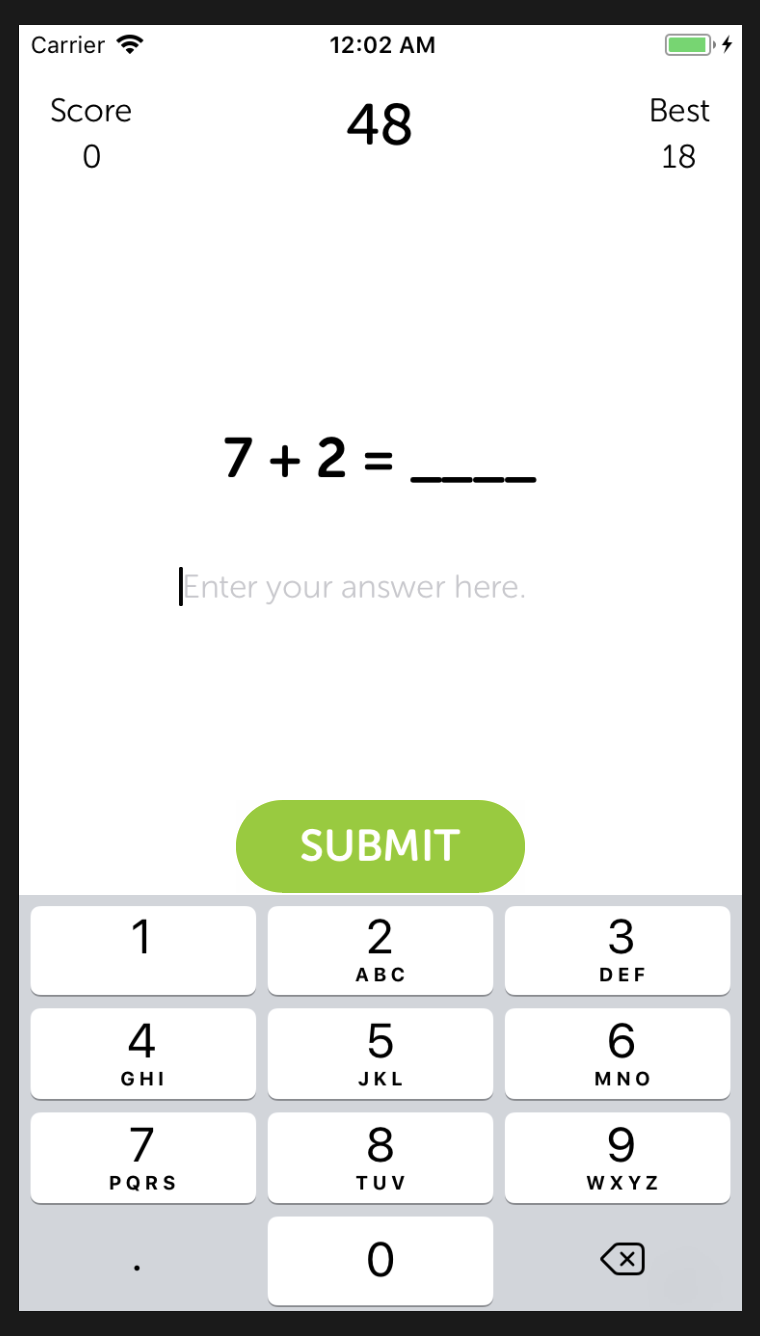 Carrier 12:02 AM
Score 48 Best
0 18
7 + 2 = ____
Enter your answer here.
SUBMIT
1 2 3
ABC DEF
4 5 6
GHI JKL MNO
7 8 9
PQRS TUV WXYZ
. 0